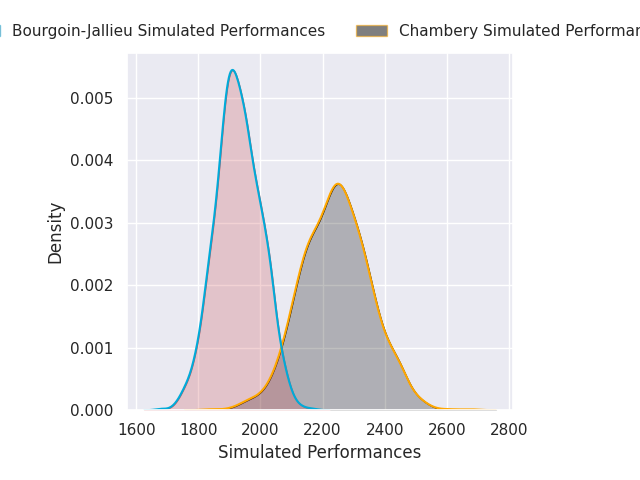 Bourgoin-Jallieu Simulated Performances
Chambery Simulated
0.005
0.004
0.003
0.002
0.001
0.000
Density
1600 1800 2000 2200 2400 2600 2800
Simulated Performances